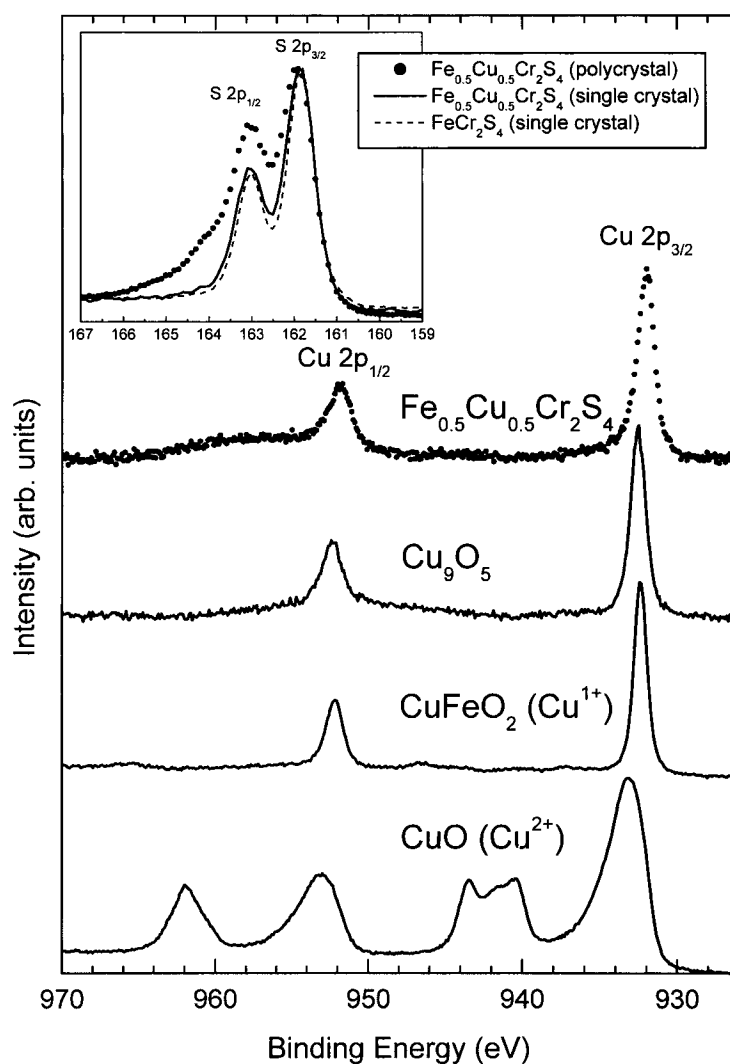 S 2p₃/₂
S 2p₁/₂
Fe₀.₅Cu₀.₅Cr₂S₄ (polycrystal)
Fe₀.₅Cu₀.₅Cr₂S₄ (single crystal)
FeCr₂S₄ (single crystal)
167 166 165 164 163 162 161 160 159
Cu 2p₃/₂
Cu 2p₁/₂
Fe₀.₅Cu₀.₅Cr₂S₄
Cu₉O₅
CuFeO₂ (Cu¹⁺)
CuO (Cu²⁺)
Intensity (arb. units)
970 960 950 940 930
Binding Energy (eV)